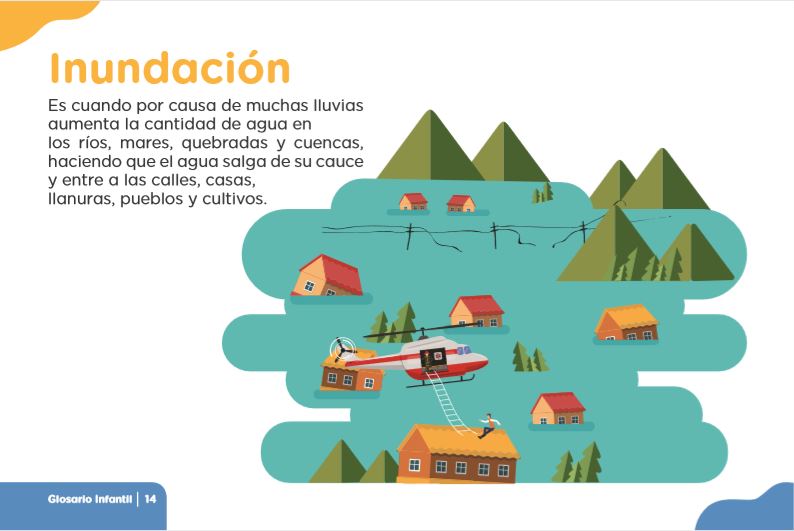 Inundación
Es cuando por causa de muchas lluvias
aumenta la cantidad de agua en
los ríos, mares, quebradas y cuencas,
haciendo que el agua salga de su cauce
y entre a las calles, casas,
llanuras, pueblos y cultivos.
Glosario Infantil | 14